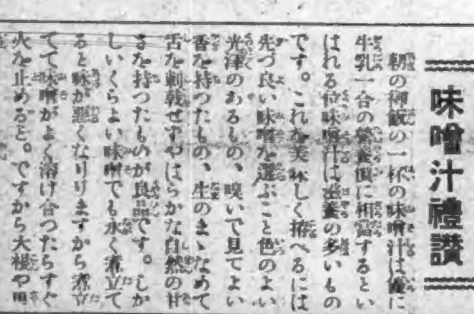 味噌汁禮讃
朝の御飯の一杯の味噌汁は優に
牛乳一合の營養價に相當するとい
はれる位味噌汁は滋養の多いもの
です。これを美味しく拵へるには
先づ良い味噌を選ぶこと色のよい
光澤のあるもの、嗅いで見てよい
香を持つたもの、生のまゝなめて
舌を刺戟せずやはらかな自然の甘
さを持つたものが良品です。しか
しいくらよい味噌でも永く煮立て
ると味が悪くなりますから煮立
てて味噌がよく溶け合つたらすぐ
火を止めると。ですから大根や